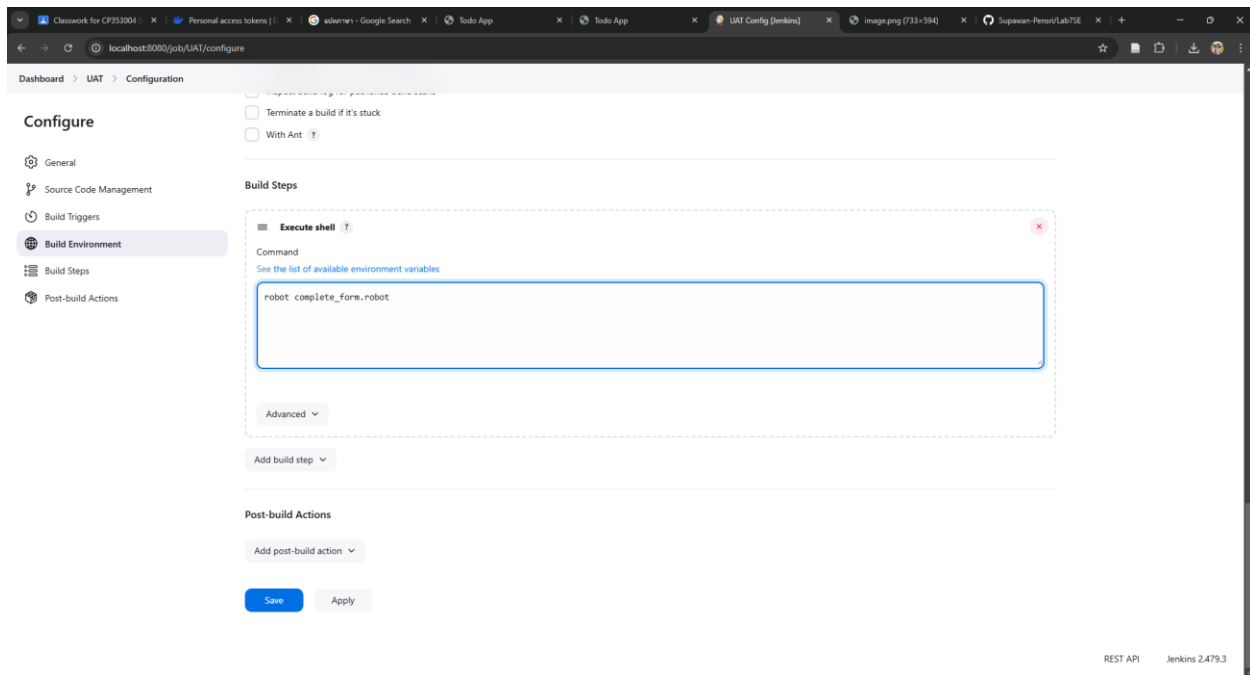 Classwork for CP353004
Personal access tokens
- Google Search
Todo App
Todo App
UAT Config [Jenkins]
image.png (733×594)
Supawan-Pensri/Lab7SE
localhost:8080/job/UAT/configure
Dashboard > UAT > Configuration
Configure
General
Source Code Management
Build Triggers
Build Environment
Build Steps
Post-build Actions
Terminate a build if it's stuck
With Ant ?
Build Steps
Execute shell ?
Command
See the list of available environment variables
robot complete_form.robot
Advanced
Add build step
Post-build Actions
Add post-build action
Save
Apply
REST API
Jenkins 2.479.3